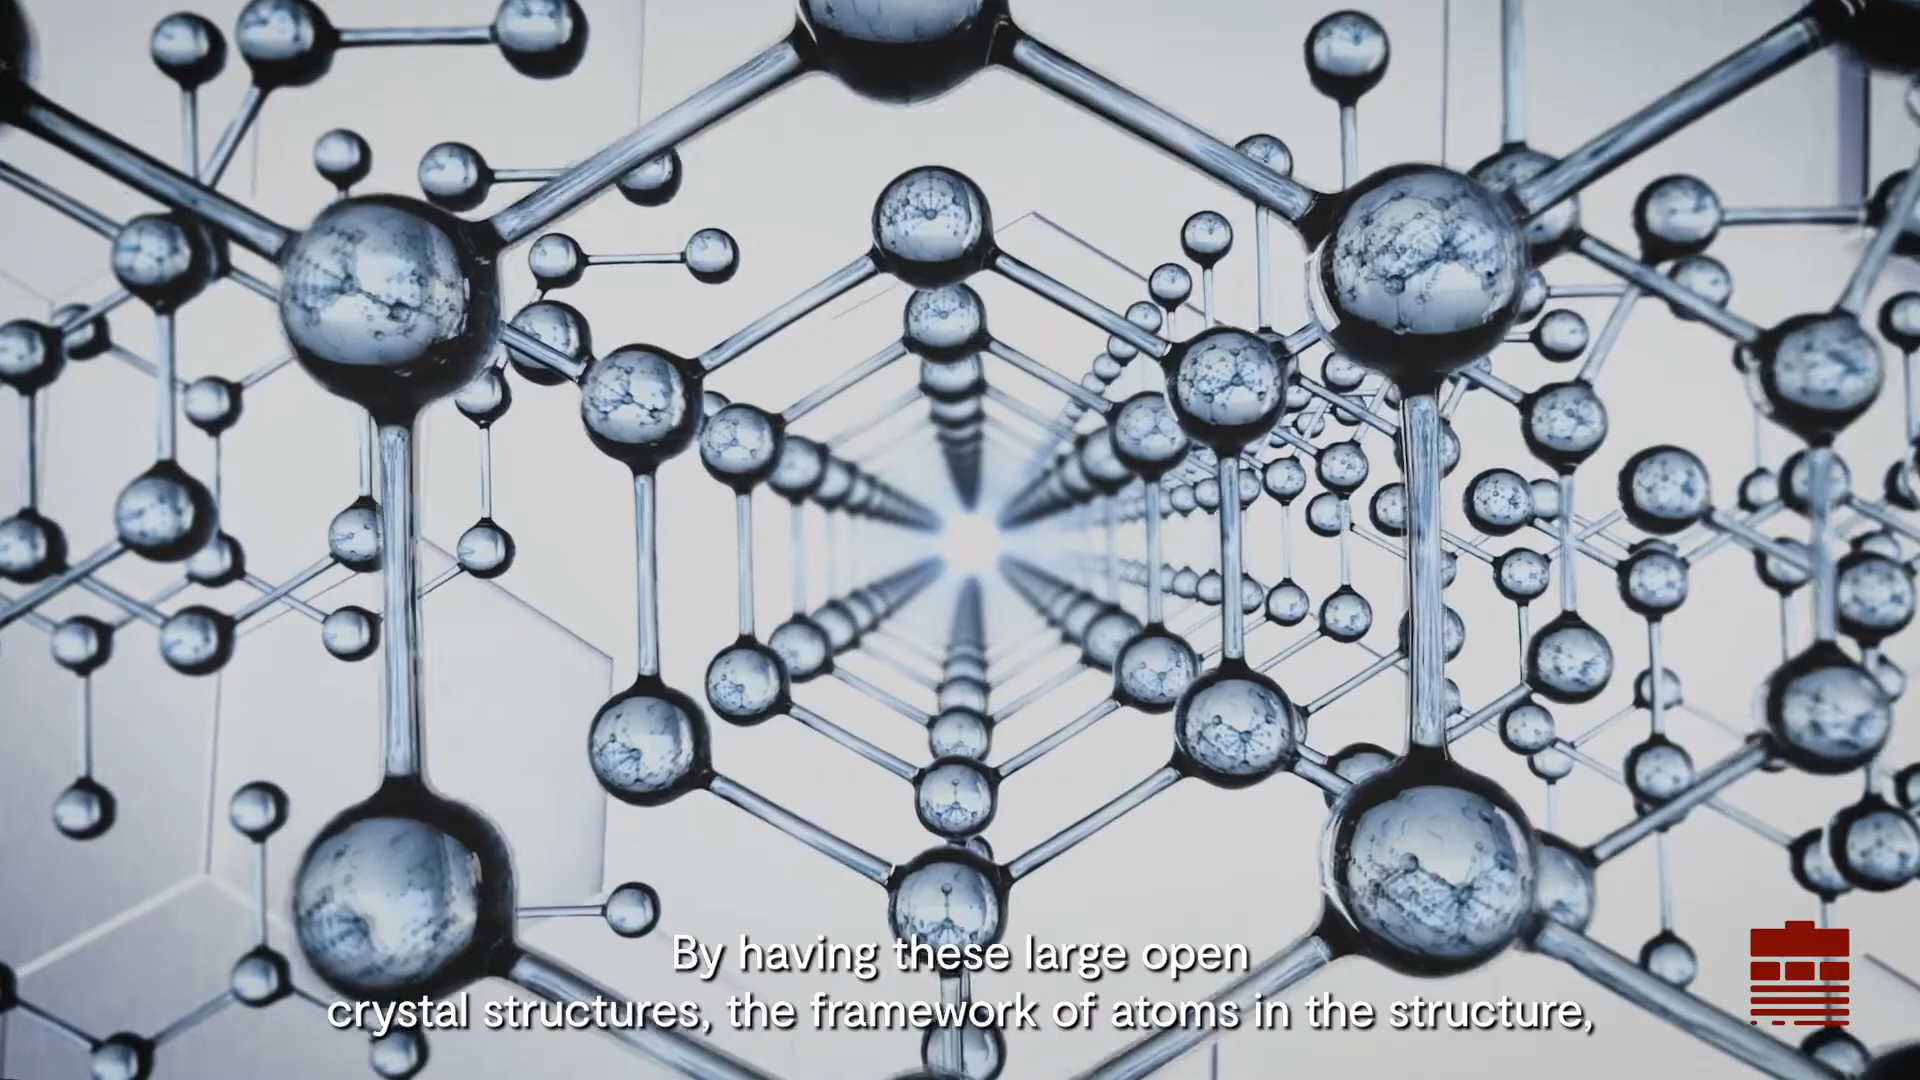 By having these large open
crystal structures, the framework of atoms in the structure,